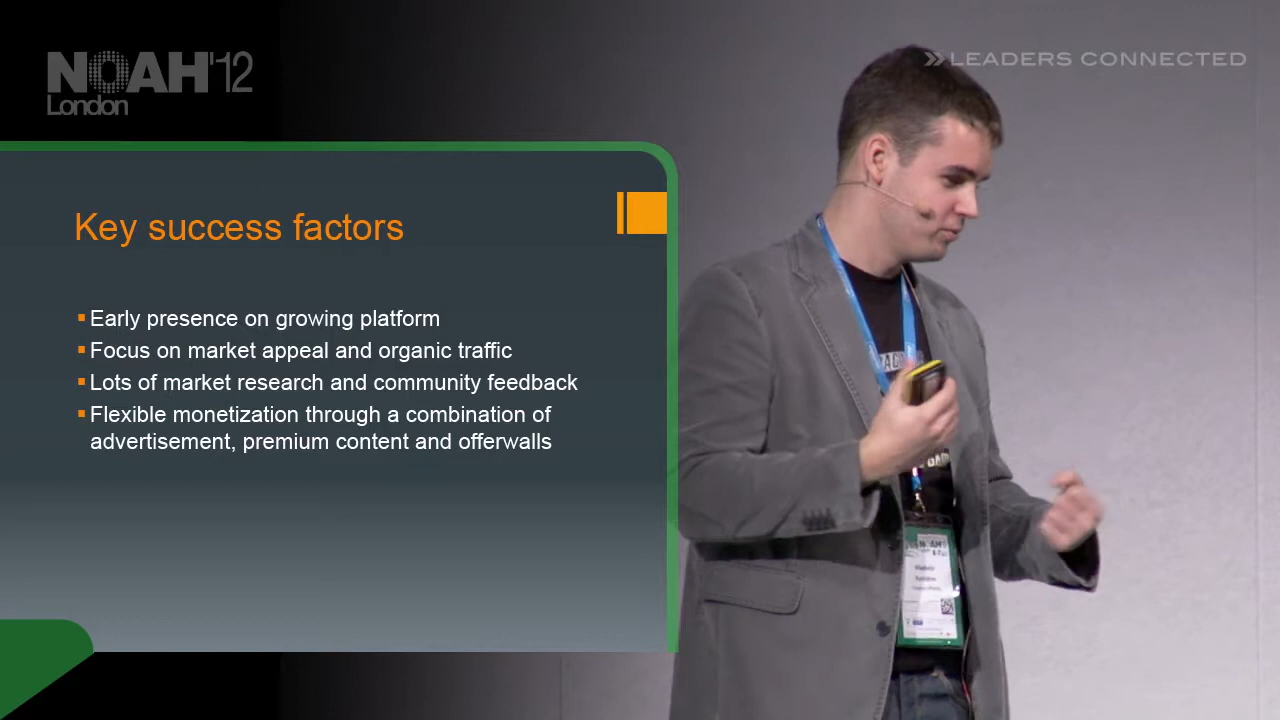 NOAH'12
London
LEADERS CONNECTED
Key success factors
Early presence on growing platform
Focus on market appeal and organic traffic
Lots of market research and community feedback
Flexible monetization through a combination of
advertisement, premium content and offerwalls
NOAH